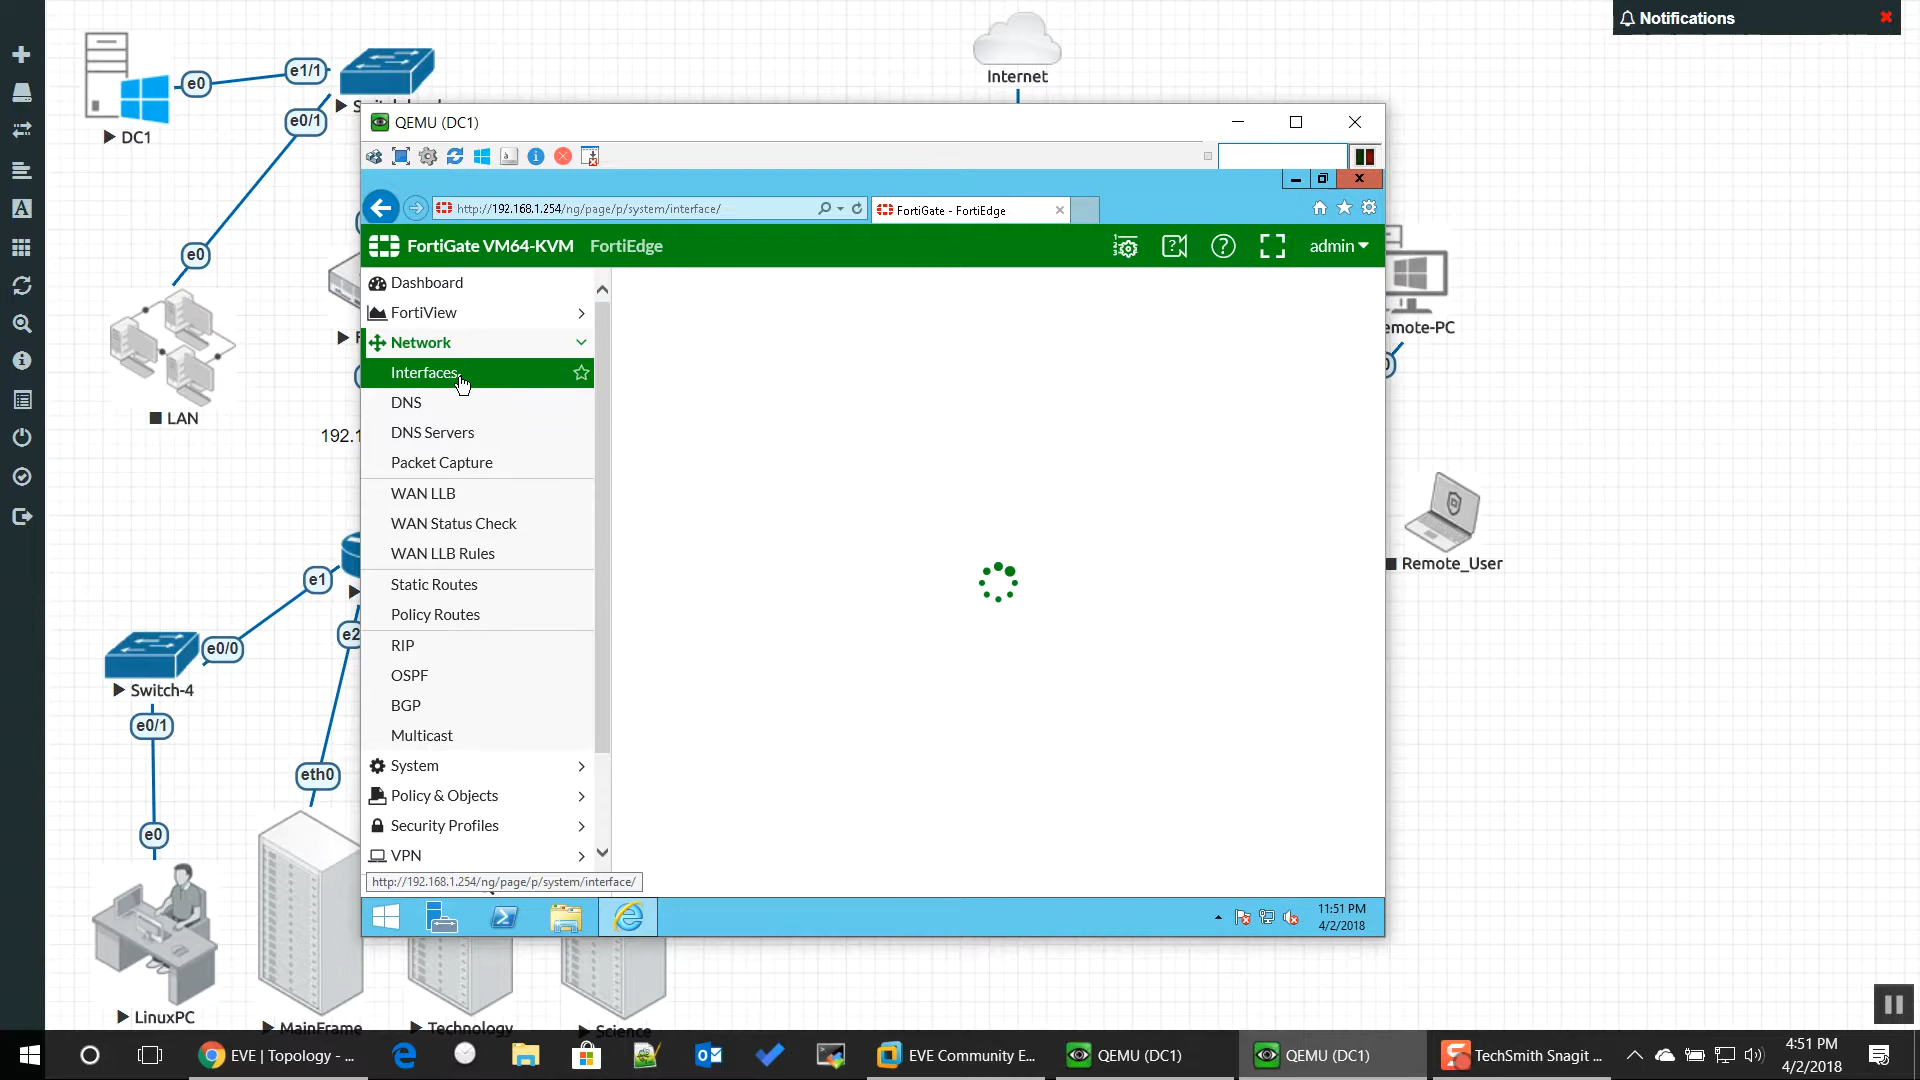 Notifications
Internet
e0
e1/1
e0/1
DC1
e0
LAN
192.1
e1
e2
e0/0
Switch-4
e0/1
eth0
e0
LinuxPC
MainFrame
Technology
Science
emote-PC
Remote_User
QEMU (DC1)
http://192.168.1.254/ng/page/p/system/interface/
FortiGate - FortiEdge
FortiGate VM64-KVM FortiEdge
admin
Dashboard
FortiView
Network
Interfaces
DNS
DNS Servers
Packet Capture
WAN LLB
WAN Status Check
WAN LLB Rules
Static Routes
Policy Routes
RIP
OSPF
BGP
Multicast
System
Policy & Objects
Security Profiles
VPN
http://192.168.1.254/ng/page/p/system/interface/
11:51 PM
4/2/2018
EVE | Topology - ...
EVE Community E...
QEMU (DC1)
QEMU (DC1)
TechSmith Snagit ...
4:51 PM
4/2/2018